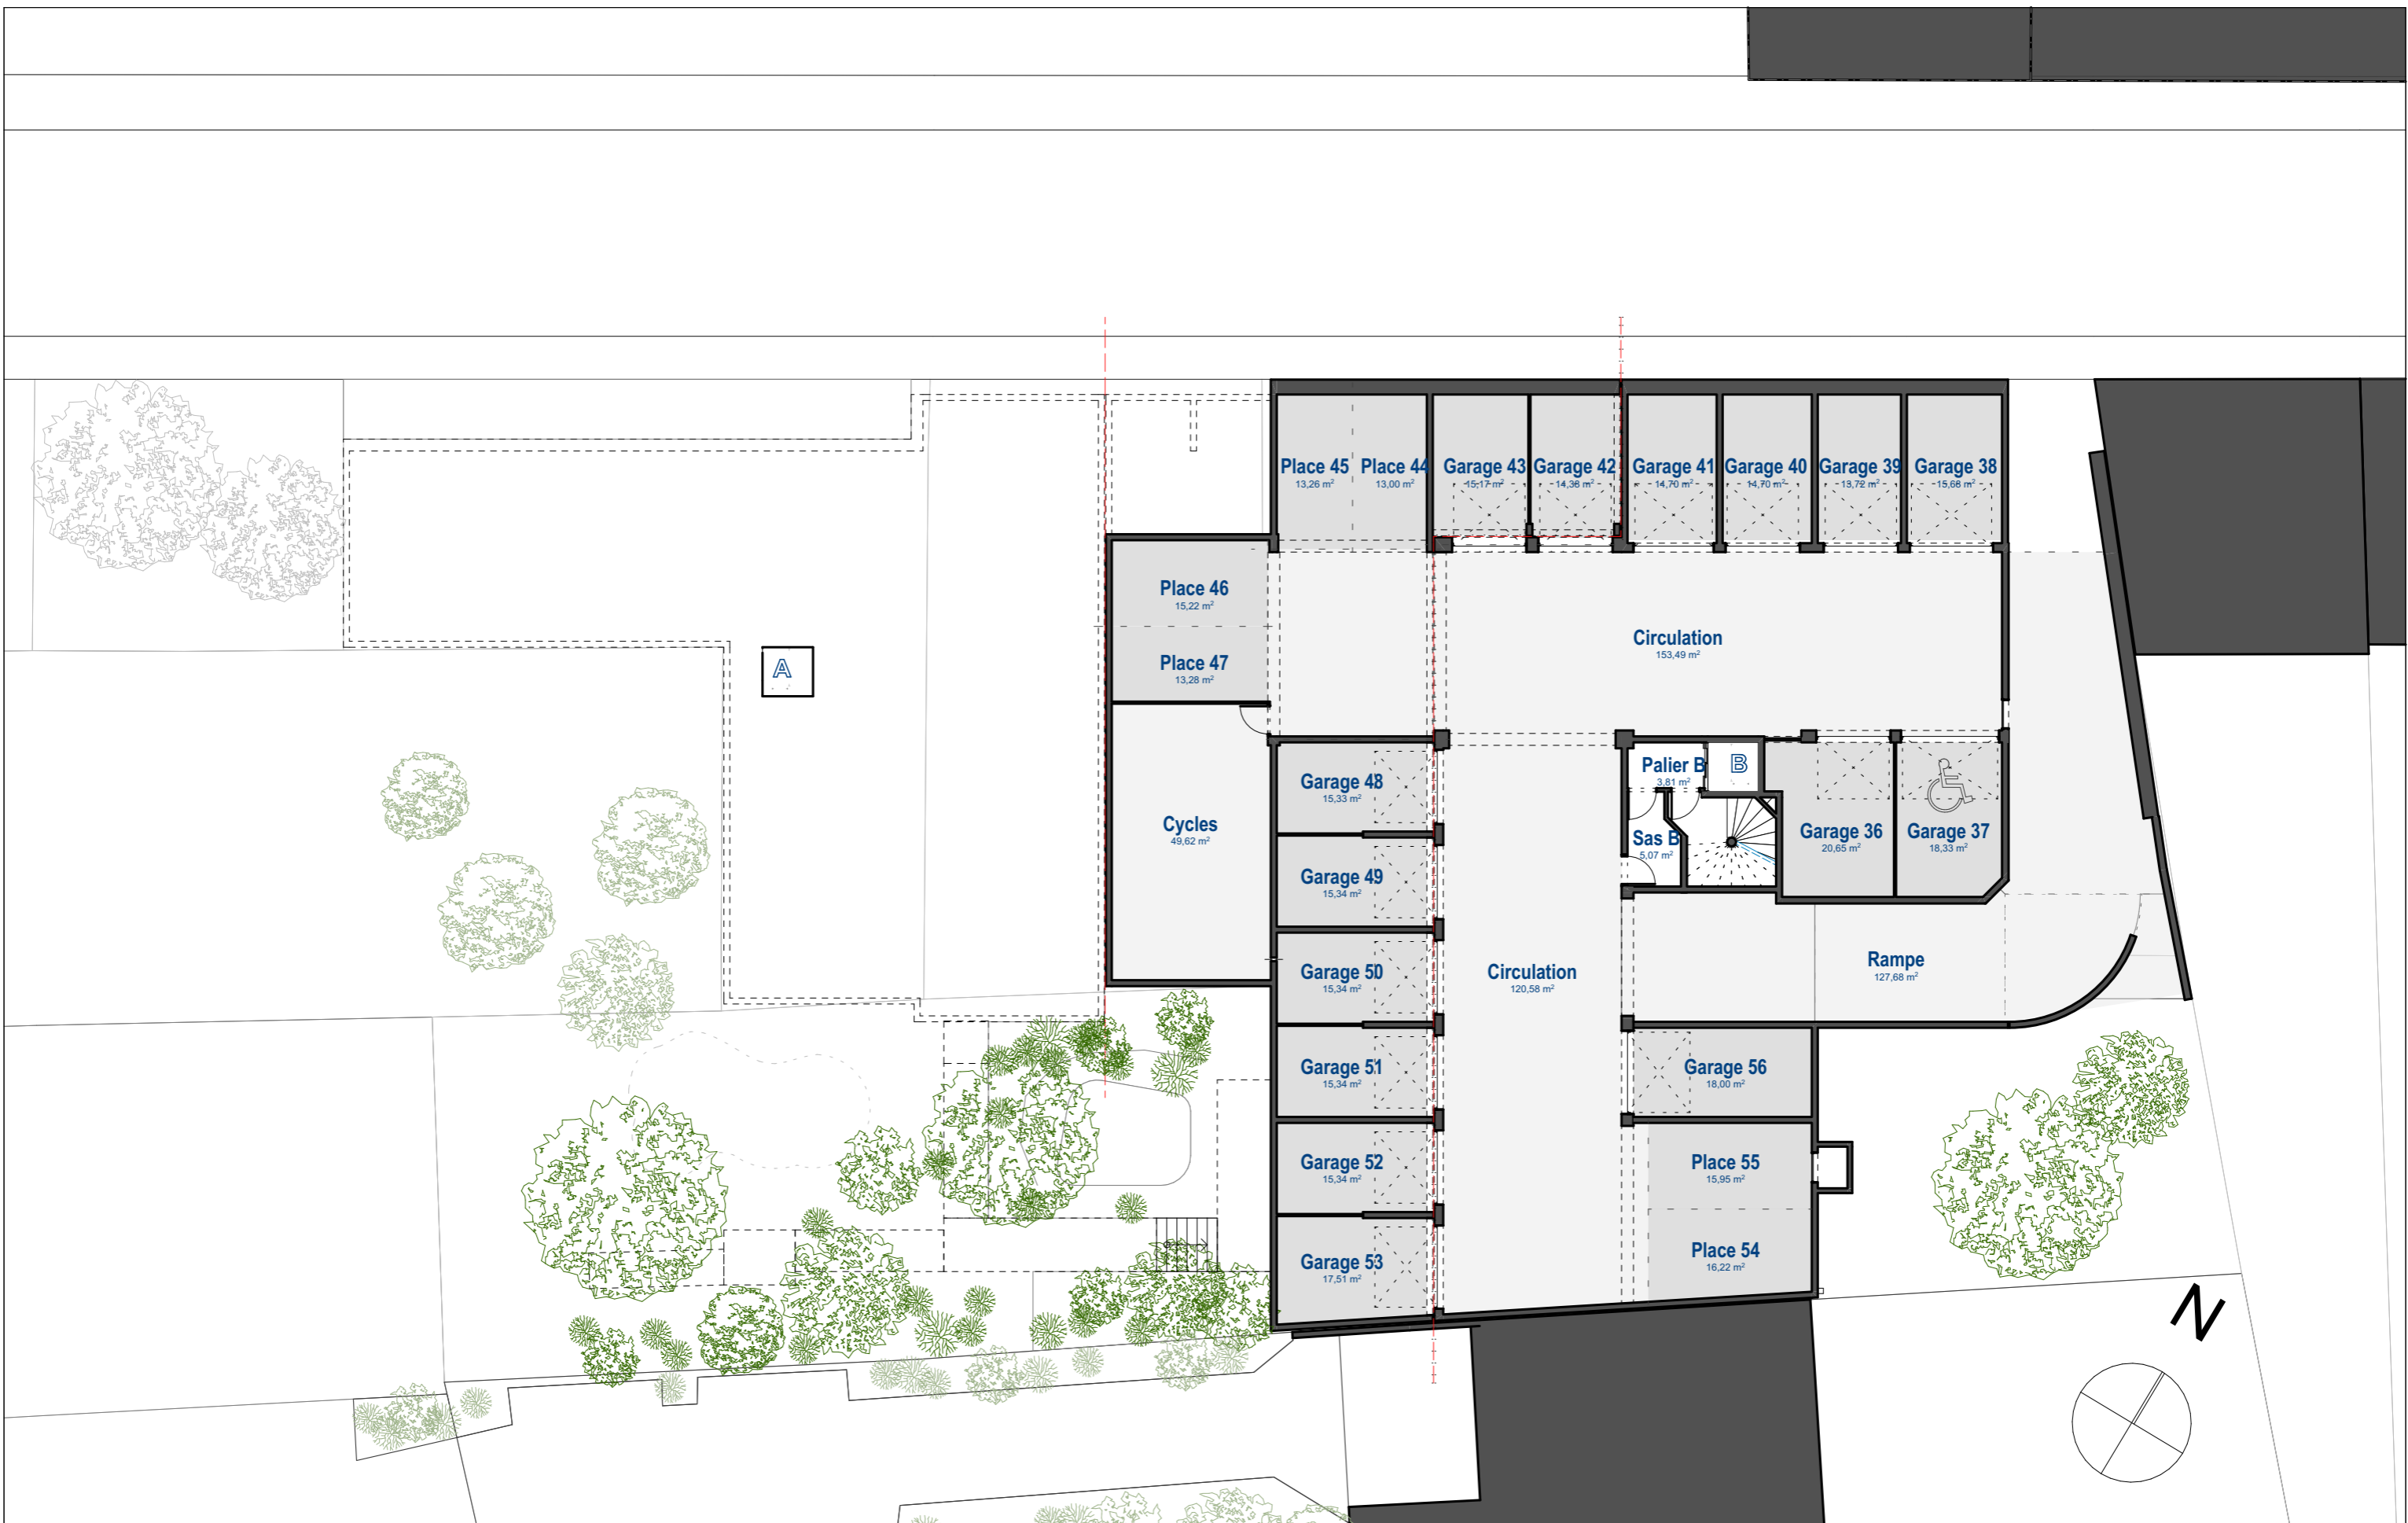 Place 45
13,26 m²
Place 44
13,00 m²
Garage 43
15,17 m²
Garage 42
14,38 m²
Garage 41
14,70 m²
Garage 40
14,70 m²
Garage 39
13,72 m²
Garage 38
15,68 m²
Place 46
15,22 m²
Circulation
153,49 m²
Place 47
13,28 m²
A
Palier B
3,81 m²
B
Garage 48
15,33 m²
Cycles
49,62 m²
Sas B
5,07 m²
Garage 36
20,65 m²
Garage 37
18,33 m²
Garage 49
15,34 m²
Garage 50
15,34 m²
Circulation
120,58 m²
Rampe
127,68 m²
Garage 51
15,34 m²
Garage 56
18,00 m²
Garage 52
15,34 m²
Place 55
15,95 m²
Garage 53
17,51 m²
Place 54
16,22 m²
N